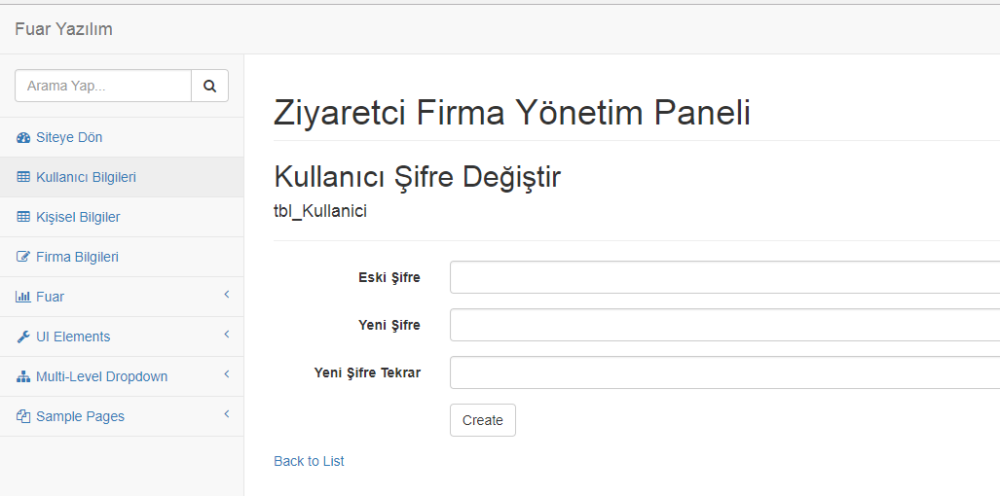 Fuar Yazılım
Arama Yap...
Siteye Dön
Kullanıcı Bilgileri
Kişisel Bilgiler
Firma Bilgileri
Fuar
UI Elements
Multi-Level Dropdown
Sample Pages
Ziyaretci Firma Yönetim Paneli
Kullanıcı Şifre Değiştir
tbl_Kullanici
Eski Şifre
Yeni Şifre
Yeni Şifre Tekrar
Create
Back to List